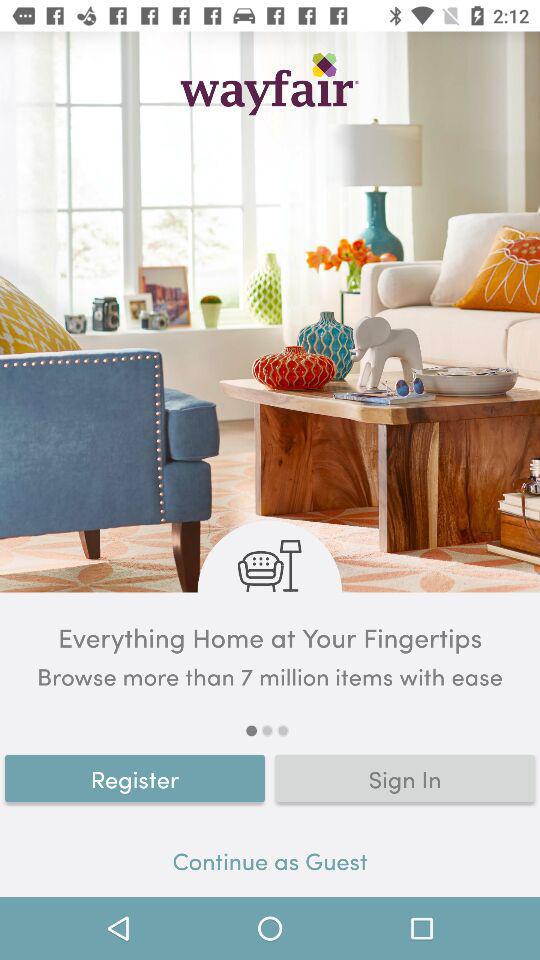 2:12
wayfair
Everything Home at Your Fingertips
Browse more than 7 million items with ease
Register
Sign In
Continue as Guest